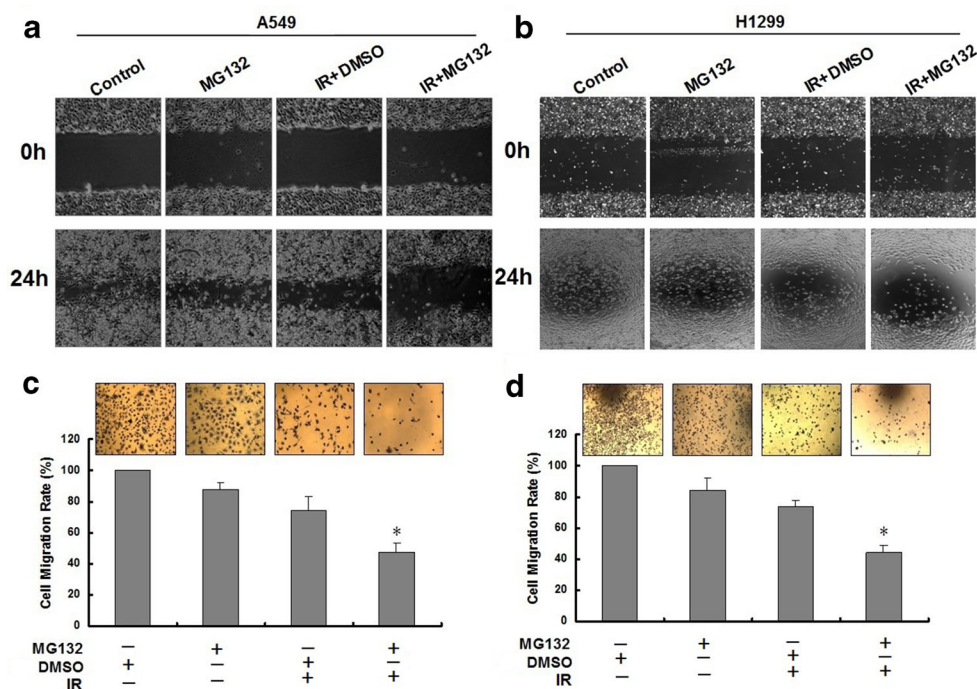 a
A549
Control MG132 IR+DMSO IR+MG132
0h
24h
b
H1299
Control MG132 IR+DMSO IR+MG132
0h
24h
c
Cell Migration Rate (%)
120
100
80
60
40
20
0
*
MG132 – + – +
DMSO + – + –
IR – – + +
d
Cell Migration Rate (%)
120
100
80
60
40
20
0
*
MG132 – + – +
DMSO + – + –
IR – – + +